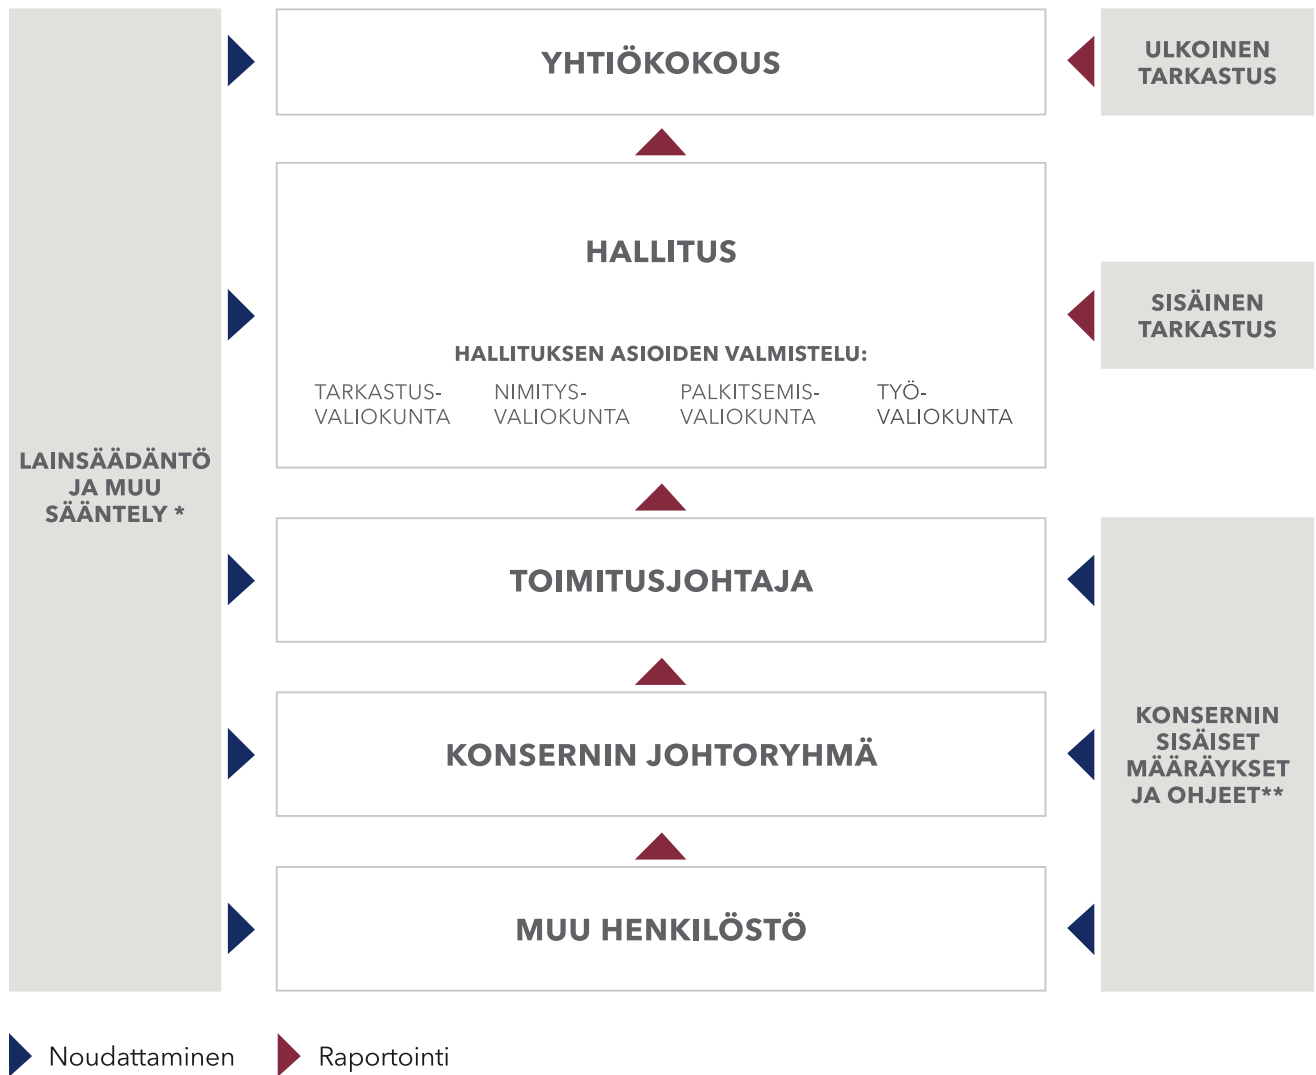 YHTIÖKOKOUS
ULKOINEN
TARKASTUS
HALLITUS
HALLITUKSEN ASIOIDEN VALMISTELU:
TARKASTUS-
VALIOKUNTA
NIMITYS-
VALIOKUNTA
PALKITSEMIS-
VALIOKUNTA
TYÖ-
VALIOKUNTA
SISÄINEN
TARKASTUS
LAINSÄÄDÄNTÖ
JA MUU
SÄÄNTELY *
TOIMITUSJOHTAJA
KONSERNIN JOHTORYHMÄ
KONSERNIN
SISÄISET
MÄÄRÄYKSET
JA OHJEET**
MUU HENKILÖSTÖ
Noudattaminen
Raportointi